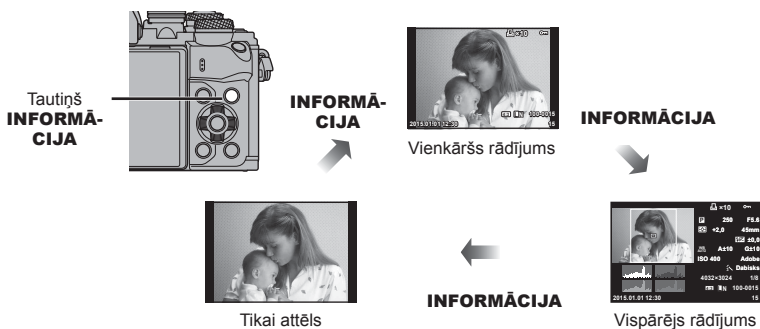 Tautiņš
INFORMĀ-
CIJA
INFORMĀ-
CIJA
×10
L N 100-0015
2015.01.01 12:30 15
Vienkāršs rādījums
INFORMĀCIJA
×10
P 250 F5.6
+2,0 45mm
±0,0
A±10 G±10
ISO 400 Adobe
Dabisks
4032×3024 1/8
L N 100-0015
2015.01.01 12:30 15
Vispārējs rādījums
INFORMĀCIJA
Tikai attēls